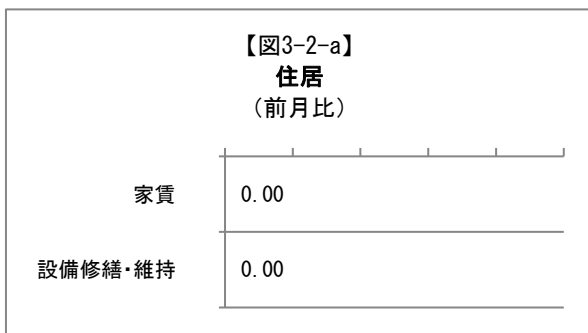 【図3-2-a】
住居
（前月比）
家賃 0.00
設備修繕・維持 0.00